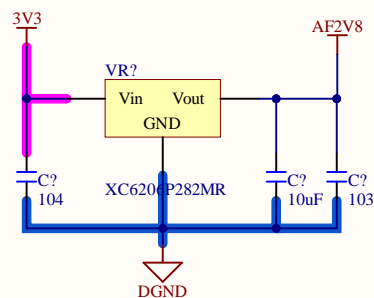 3V3
AF2V8
VR?
Vin
Vout
GND
C?
104
XC6206P282MR
C?
10uF
C?
103
DGND